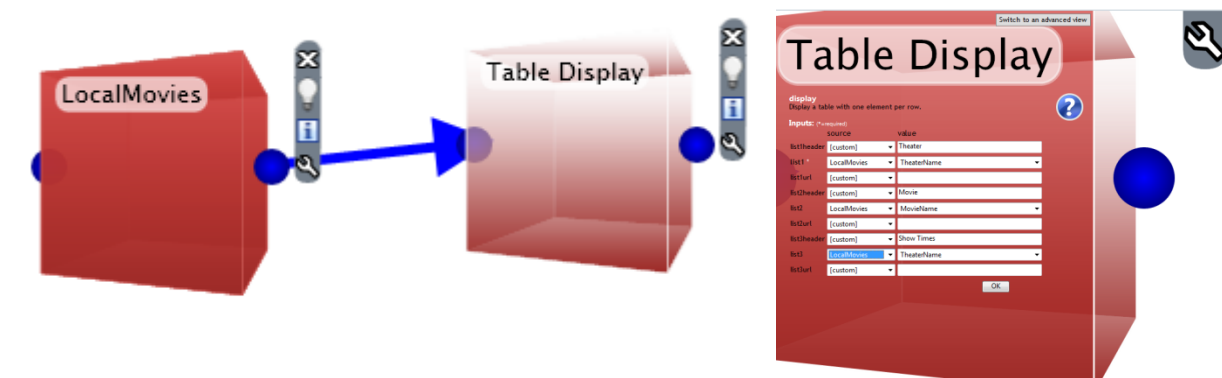 LocalMovies
Table Display
Switch to an advanced view
Table Display
display
Display a table with one element per row.
Inputs: (*=required)
source value
list1header [custom] Theater
list1 * LocalMovies TheaterName
list1url [custom]
list2header [custom] Movie
list2 LocalMovies MovieName
list2url [custom]
list3header [custom] Show Times
list3 LocalMovies TheaterName
list3url [custom]
OK